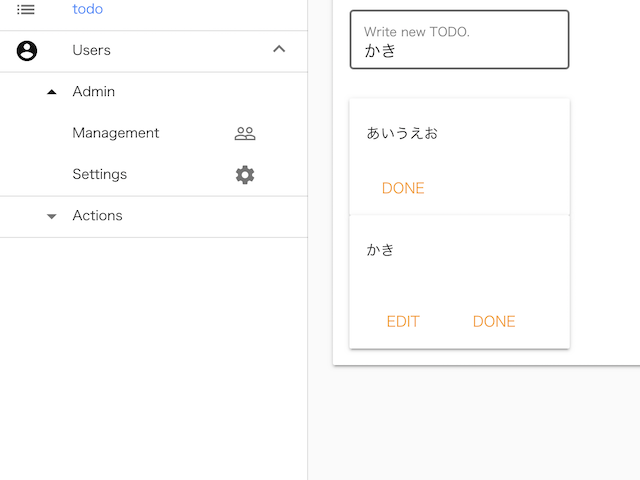 todo
Users
Admin
Management
Settings
Actions
Write new TODO.
かき
あいうえお
DONE
かき
EDIT DONE